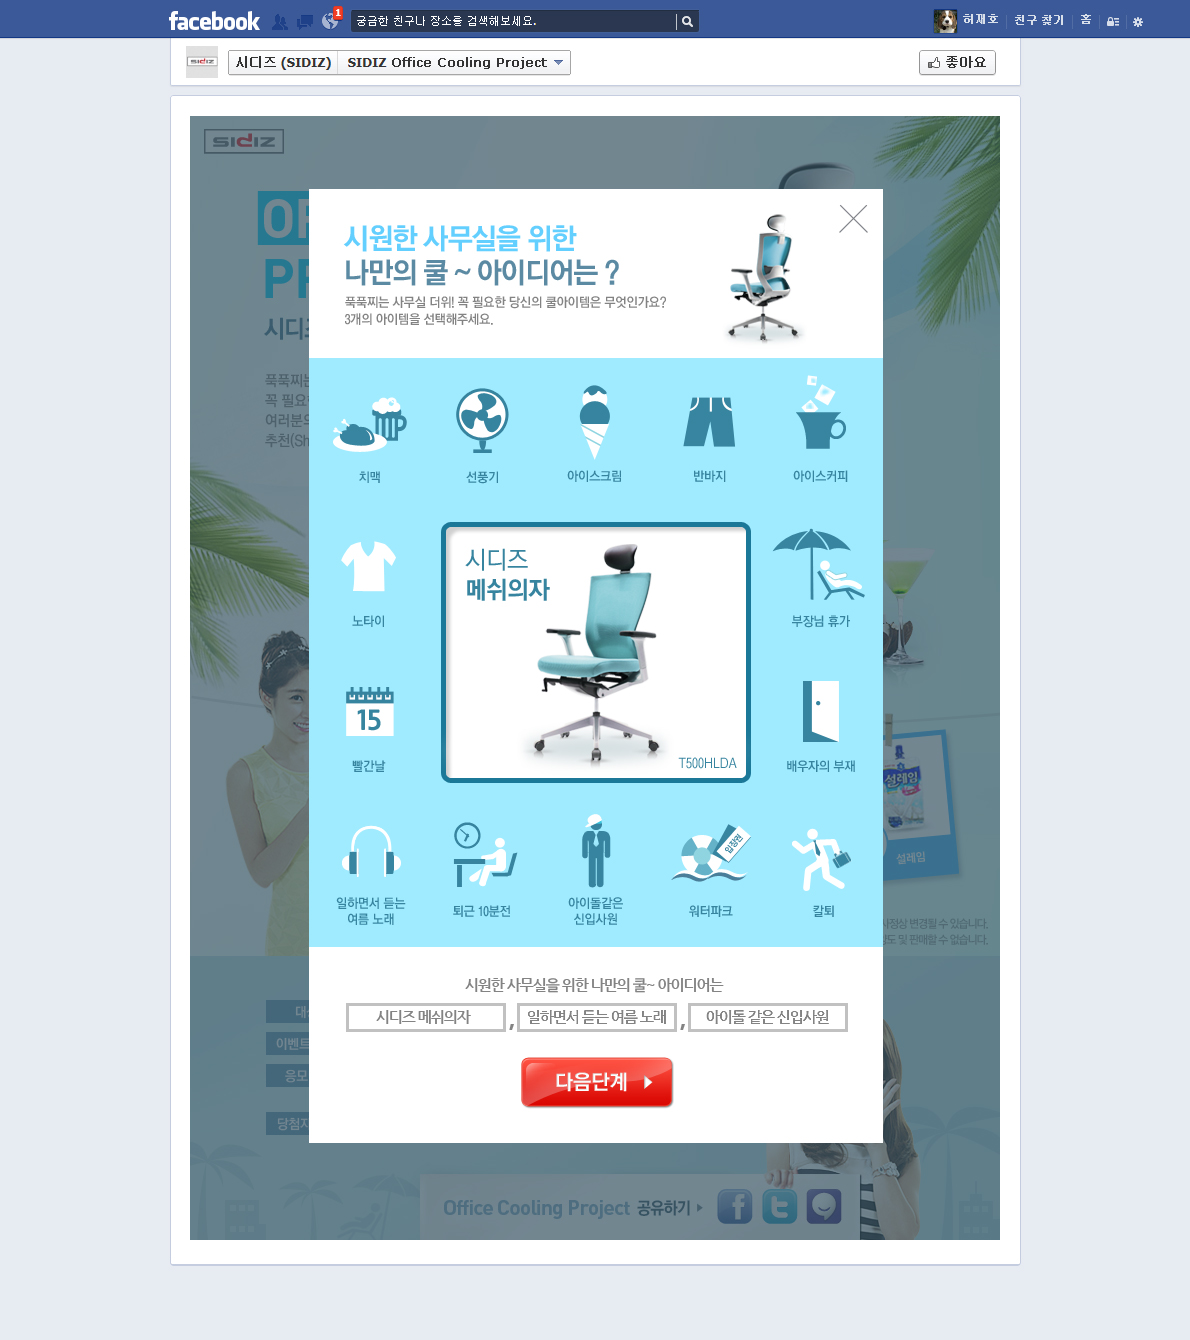 facebook
1
궁금한 친구나 장소을 검색해보세요.
허재호
친구 찾기
홈
SIDIZ
시디즈 (SIDIZ)
SIDIZ Office Cooling Project
좋아요
SIDIZ
시원한 사무실을 위한
나만의 쿨 ~ 아이디어는 ?
푹푹찌는 사무실 더위! 꼭 필요한 당신의 쿨아이템은 무엇인가요?
3개의 아이템을 선택해주세요.
시디
푹푹찌는
꼭 필요
여러분의
추천(Sh
치맥
선풍기
아이스크림
반바지
아이스커피
노타이
시디즈
메쉬의자
T500HLDA
부장님 휴가
15
빨간날
배우자의 부재
설레임
설레임
입장권
일하면서 듣는
여름 노래
퇴근 10분전
아이돌같은
신입사원
워터파크
칼퇴
사정상 변경될 수 있습니다.
도 및 판매할 수 없습니다.
시원한 사무실을 위한 나만의 쿨~ 아이디어는
시디즈 메쉬의자 , 일하면서 듣는 여름 노래 , 아이돌 같은 신입사원
대
이벤트
응모
당첨자
다음단계
Office Cooling Project 공유하기